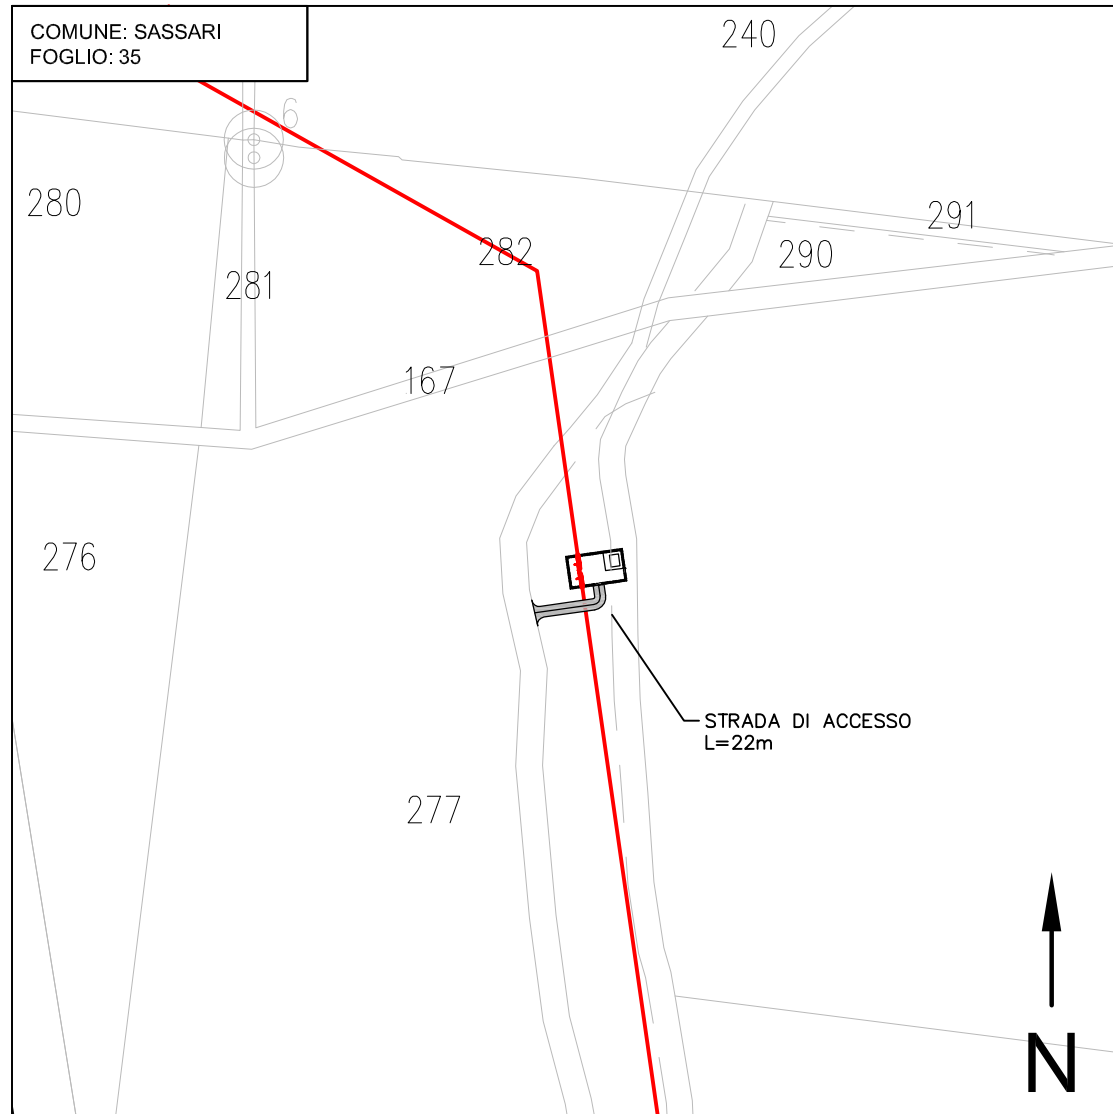 COMUNE: SASSARI
FOGLIO: 35
240
6
280
291
282
290
281
167
276
STRADA DI ACCESSO
L=22m
277
N